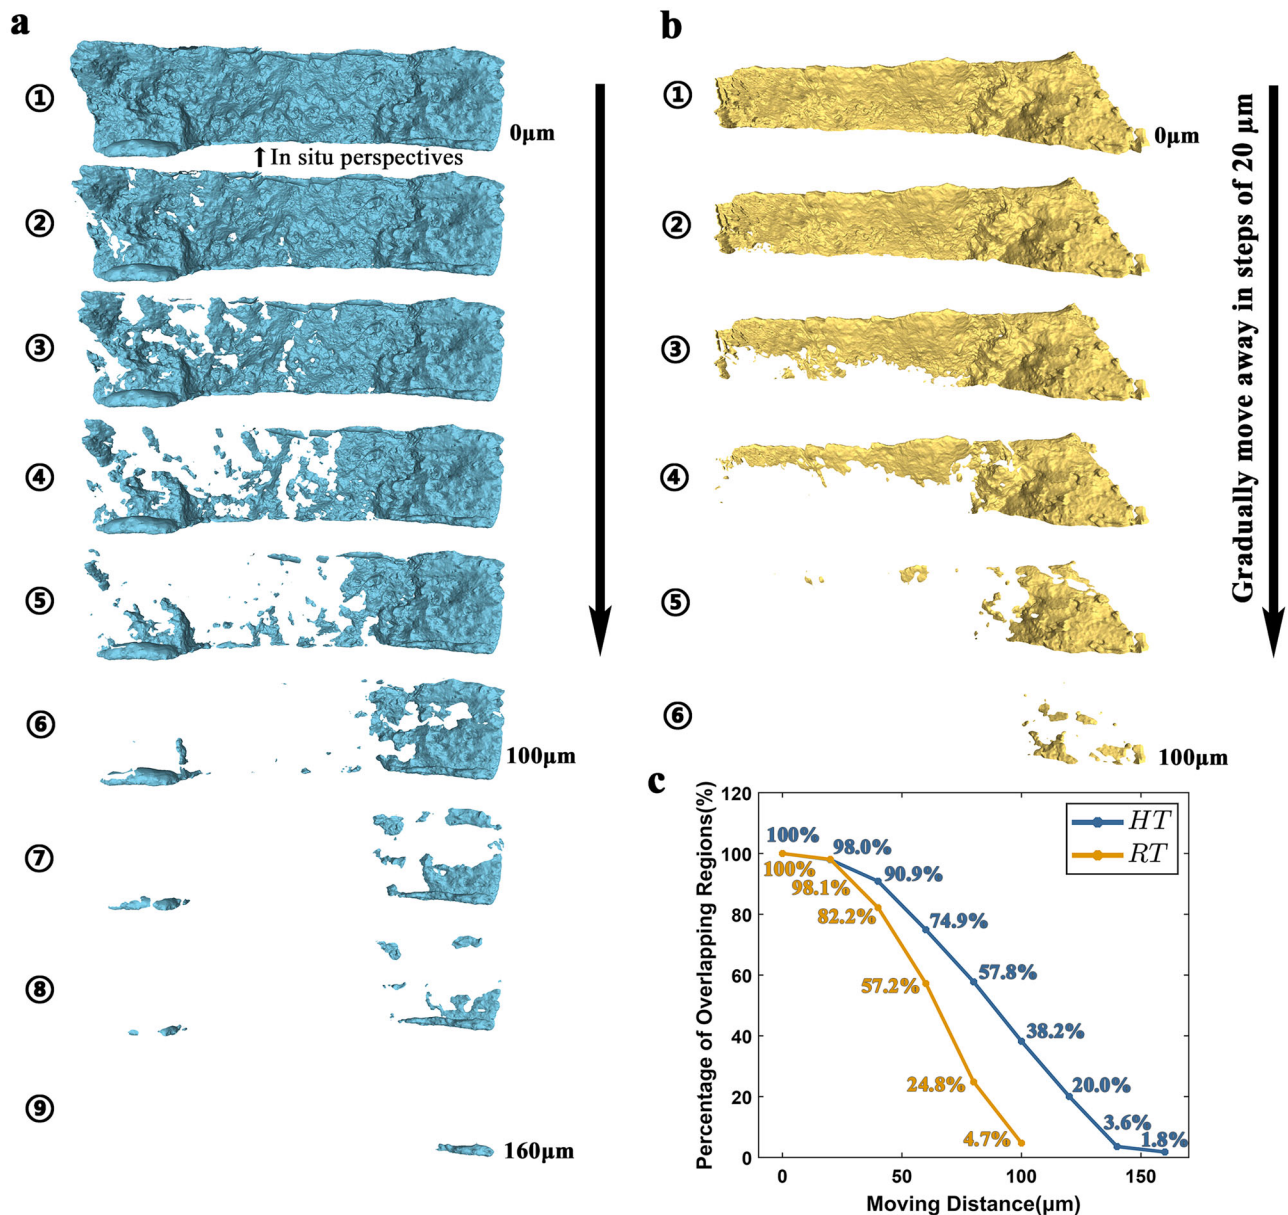 a
①
0μm
↑ In situ perspectives
②
③
④
⑤
⑥
100μm
⑦
⑧
⑨
160μm
b
①
0μm
②
③
④
⑤
⑥
100μm
Gradually move away in steps of 20 μm
c
Percentage of Overlapping Regions(%)
120
100
80
60
40
20
0
HT
RT
100%
98.0%
90.9%
74.9%
57.8%
38.2%
20.0%
3.6%
1.8%
100%
98.1%
82.2%
57.2%
24.8%
4.7%
0
50
100
150
Moving Distance(μm)